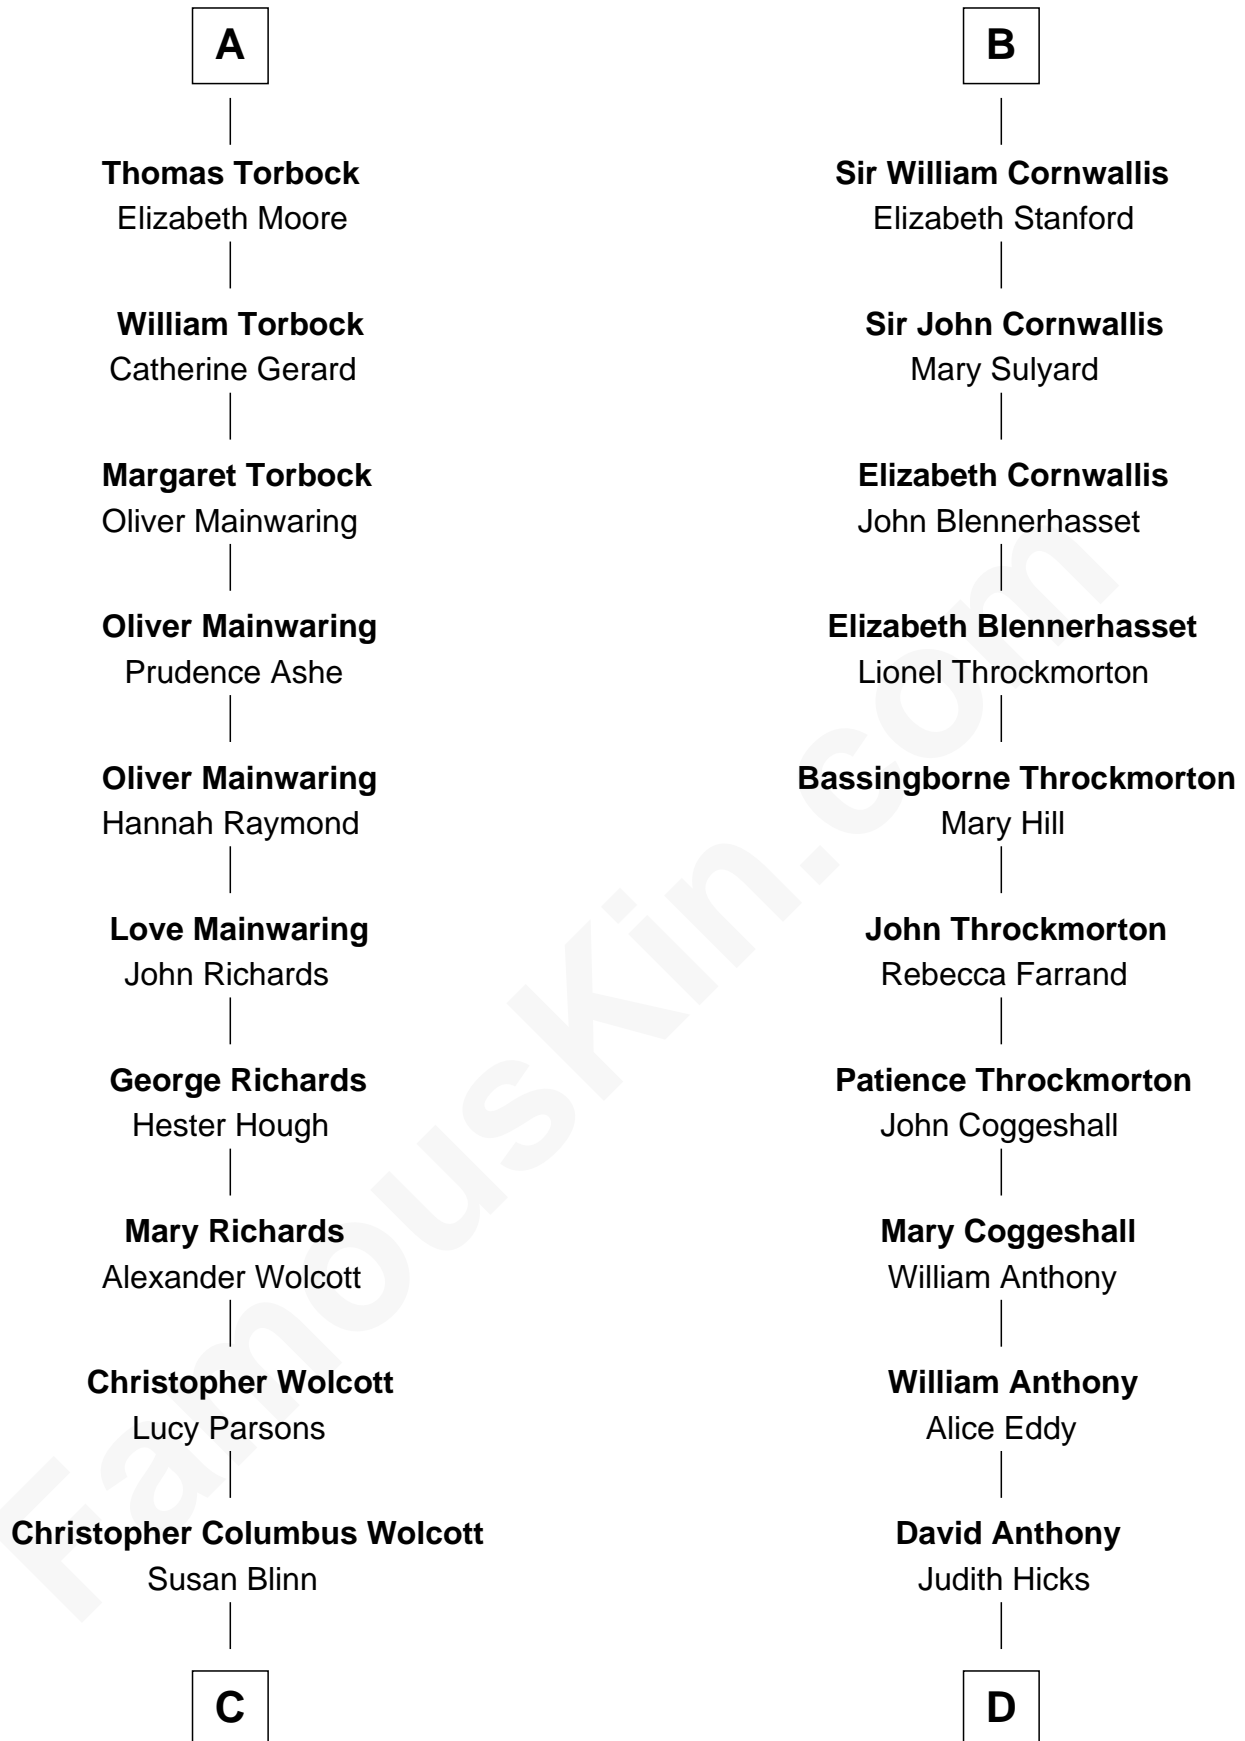 A
Thomas Torbock
Elizabeth Moore
William Torbock
Catherine Gerard
Margaret Torbock
Oliver Mainwaring
Oliver Mainwaring
Prudence Ashe
Oliver Mainwaring
Hannah Raymond
Love Mainwaring
John Richards
George Richards
Hester Hough
Mary Richards
Alexander Wolcott
Christopher Wolcott
Lucy Parsons
Christopher Columbus Wolcott
Susan Blinn
C
B
Sir William Cornwallis
Elizabeth Stanford
Sir John Cornwallis
Mary Sulyard
Elizabeth Cornwallis
John Blennerhasset
Elizabeth Blennerhasset
Lionel Throckmorton
Bassingborne Throckmorton
Mary Hill
John Throckmorton
Rebecca Farrand
Patience Throckmorton
John Coggeshall
Mary Coggeshall
William Anthony
William Anthony
Alice Eddy
David Anthony
Judith Hicks
D
FamousKin.com